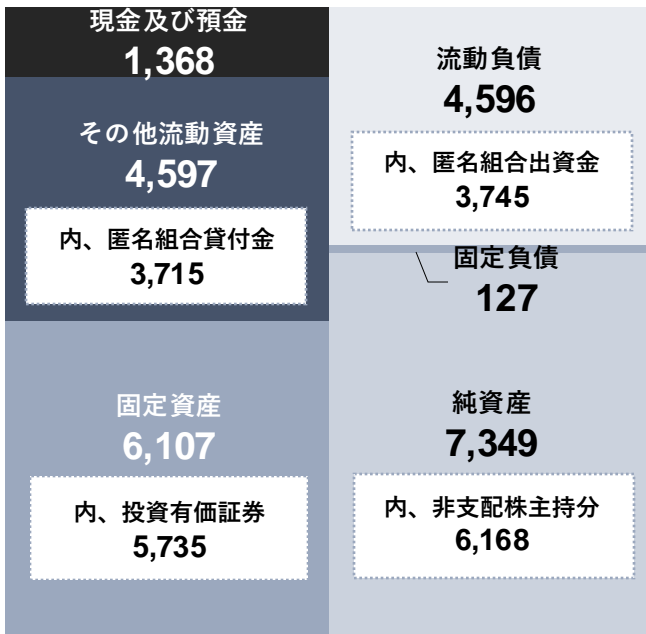 現金及び預金
1,368
その他流動資産
4,597
内、匿名組合貸付金
3,715
固定資産
6,107
内、投資有価証券
5,735
流動負債
4,596
内、匿名組合出資金
3,745
固定負債
127
純資産
7,349
内、非支配株主持分
6,168